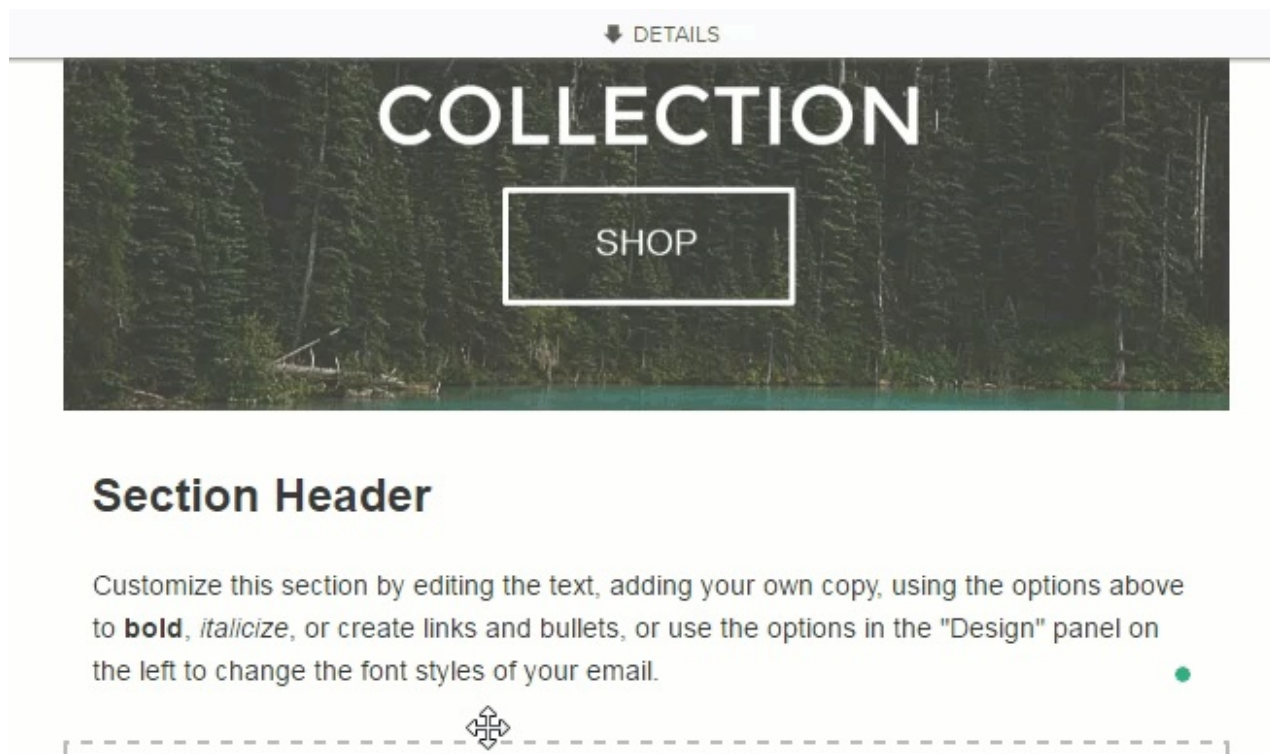 DETAILS
COLLECTION
SHOP
Section Header
Customize this section by editing the text, adding your own copy, using the options above
to bold, italicize, or create links and bullets, or use the options in the "Design" panel on
the left to change the font styles of your email.